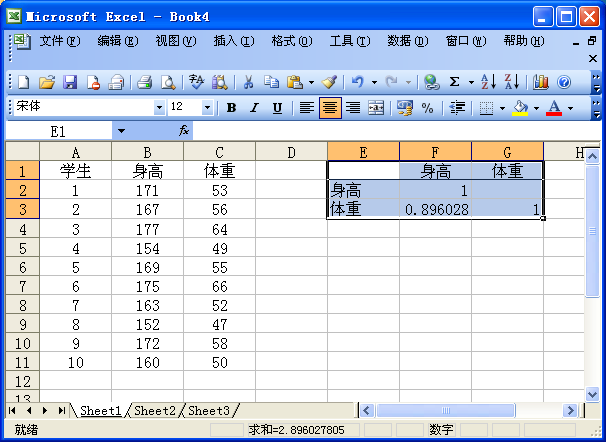 Microsoft Excel - Book4
文件(F) 编辑(E) 视图(V) 插入(I) 格式(O) 工具(T) 数据(D) 窗口(W) 帮助(H)
宋体 12 B I U %
E1 fx
A B C D E F G H
1 学生 身高 体重 身高 体重
2 1 171 53 身高 1
3 2 167 56 体重 0.896028 1
4 3 177 64
5 4 154 49
6 5 169 55
7 6 175 66
8 7 163 52
9 8 152 47
10 9 172 58
11 10 160 50
12
13
Sheet1 Sheet2 Sheet3
就绪 求和=2.896027805 数字